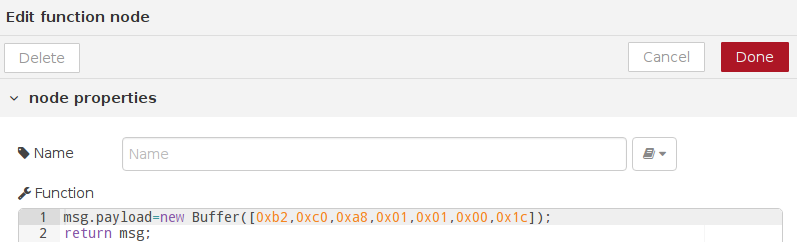 Edit function node
Delete
Cancel
Done
node properties
Name
Name
Function
1 msg.payload=new Buffer([0xb2,0xc0,0xa8,0x01,0x01,0x00,0x1c]);
2 return msg;